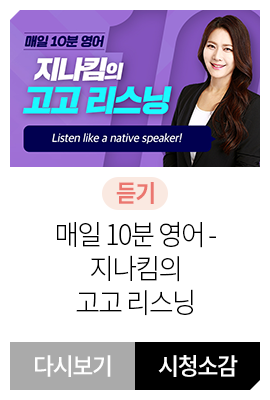 매일 10분 영어
지나킴의
고고 리스닝
Listen like a native speaker!
듣기
매일 10분 영어 -
지나킴의
고고 리스닝
다시보기
시청소감